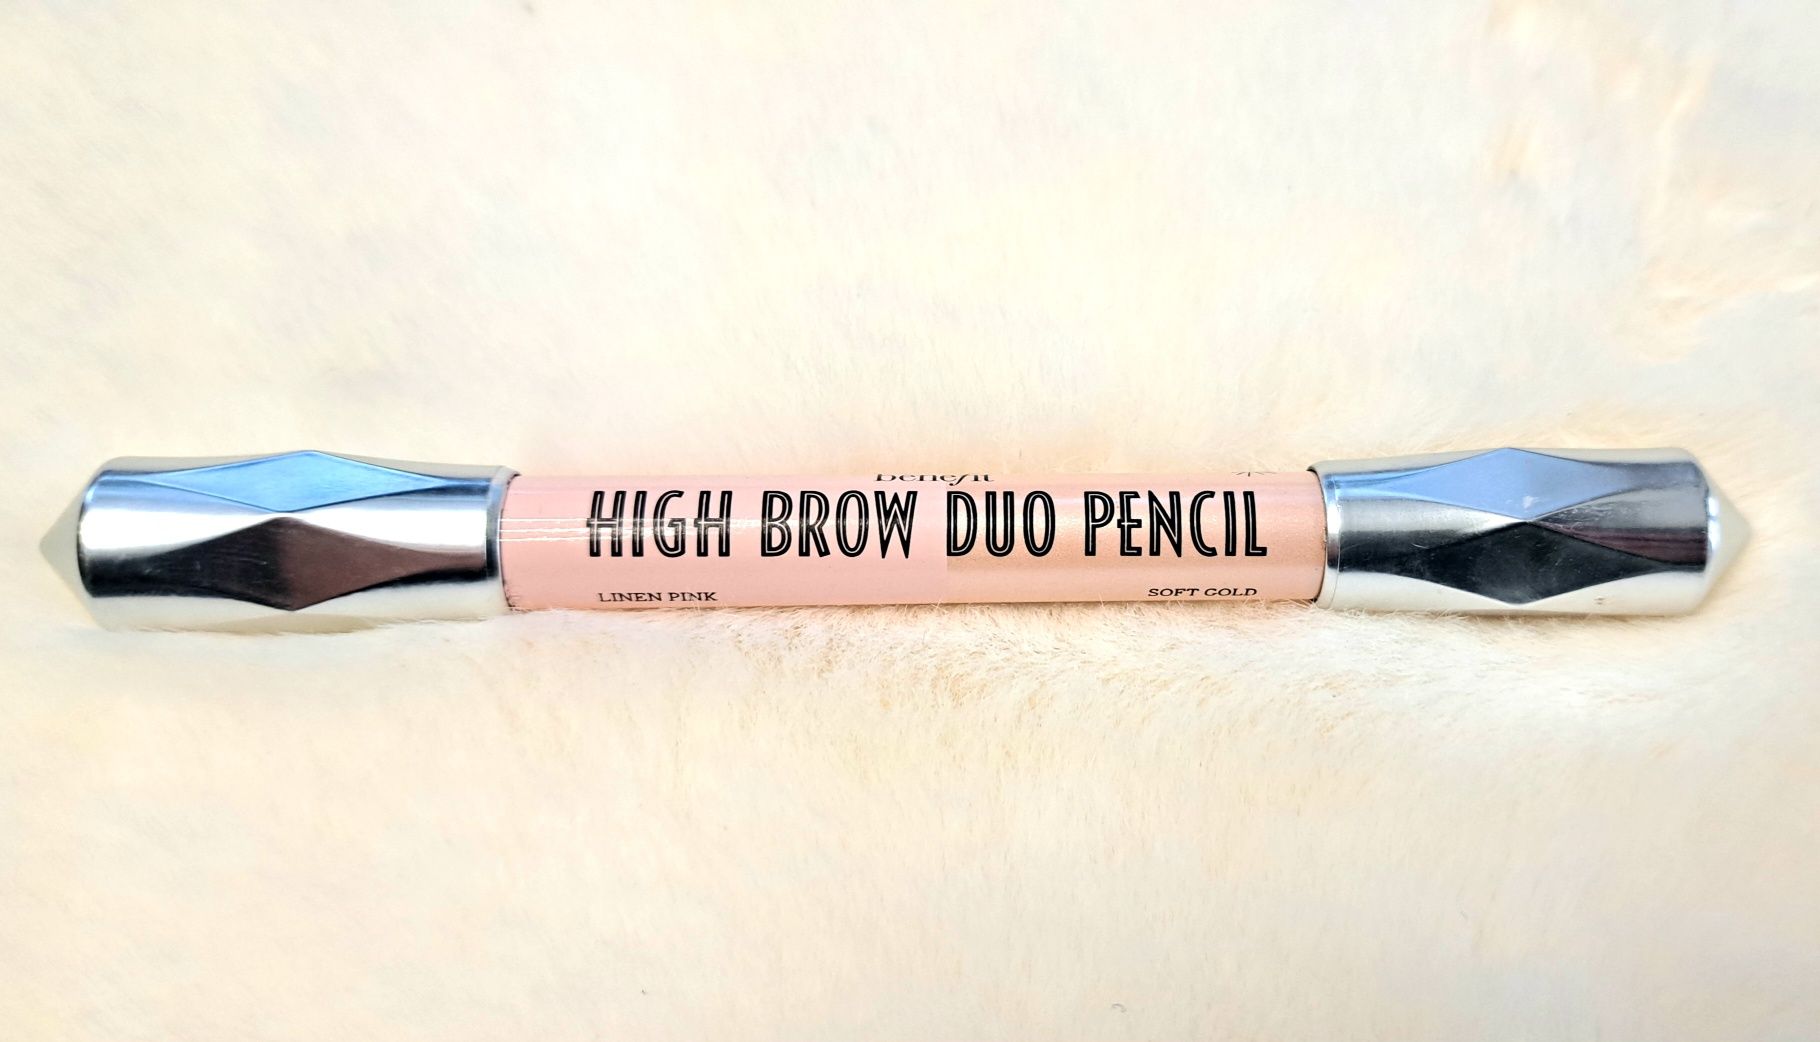 benefit
HIGH BROW DUO PENCIL
LINEN PINK
SOFT GOLD